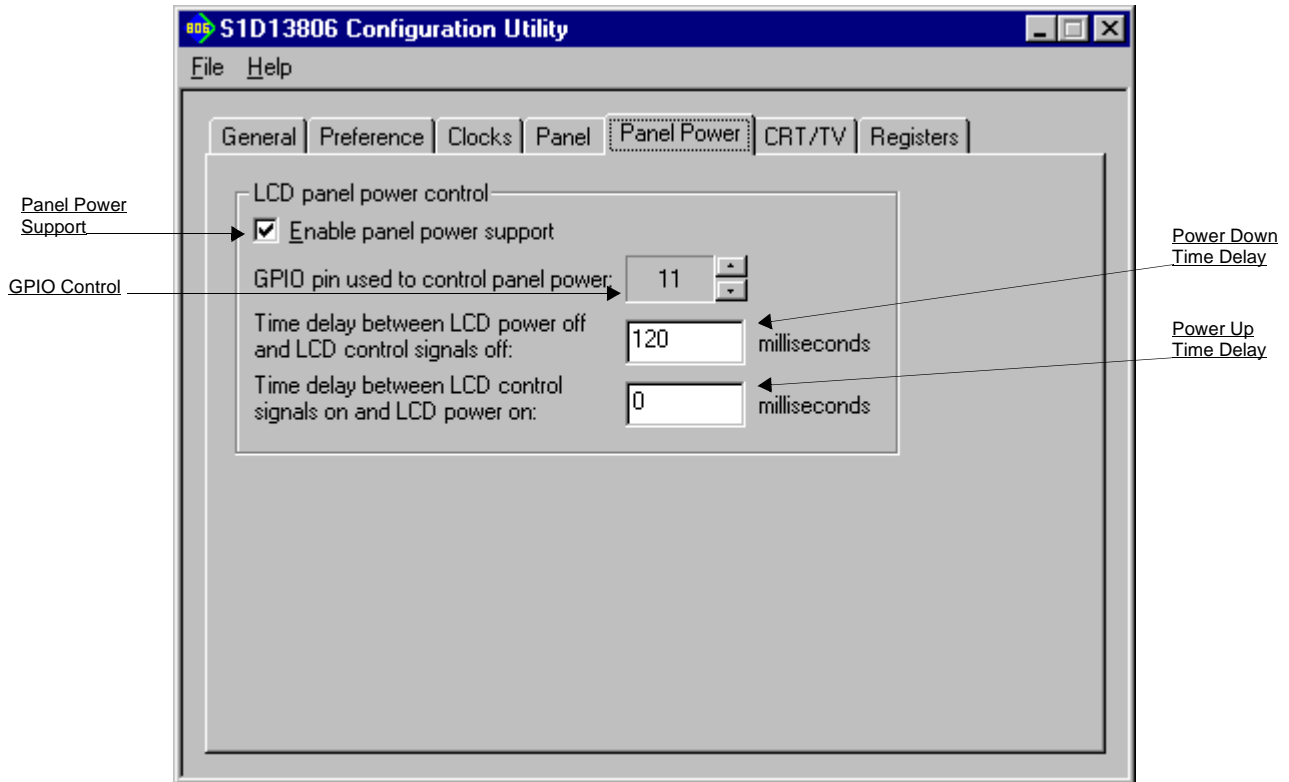 806 S1D13806 Configuration Utility
File Help
General Preference Clocks Panel Panel Power CRT/TV Registers
LCD panel power control
Panel Power
Support
Enable panel power support
GPIO Control
GPIO pin used to control panel power: 11
Time delay between LCD power off
and LCD control signals off:
120 milliseconds
Power Down
Time Delay
Time delay between LCD control
signals on and LCD power on:
0 milliseconds
Power Up
Time Delay